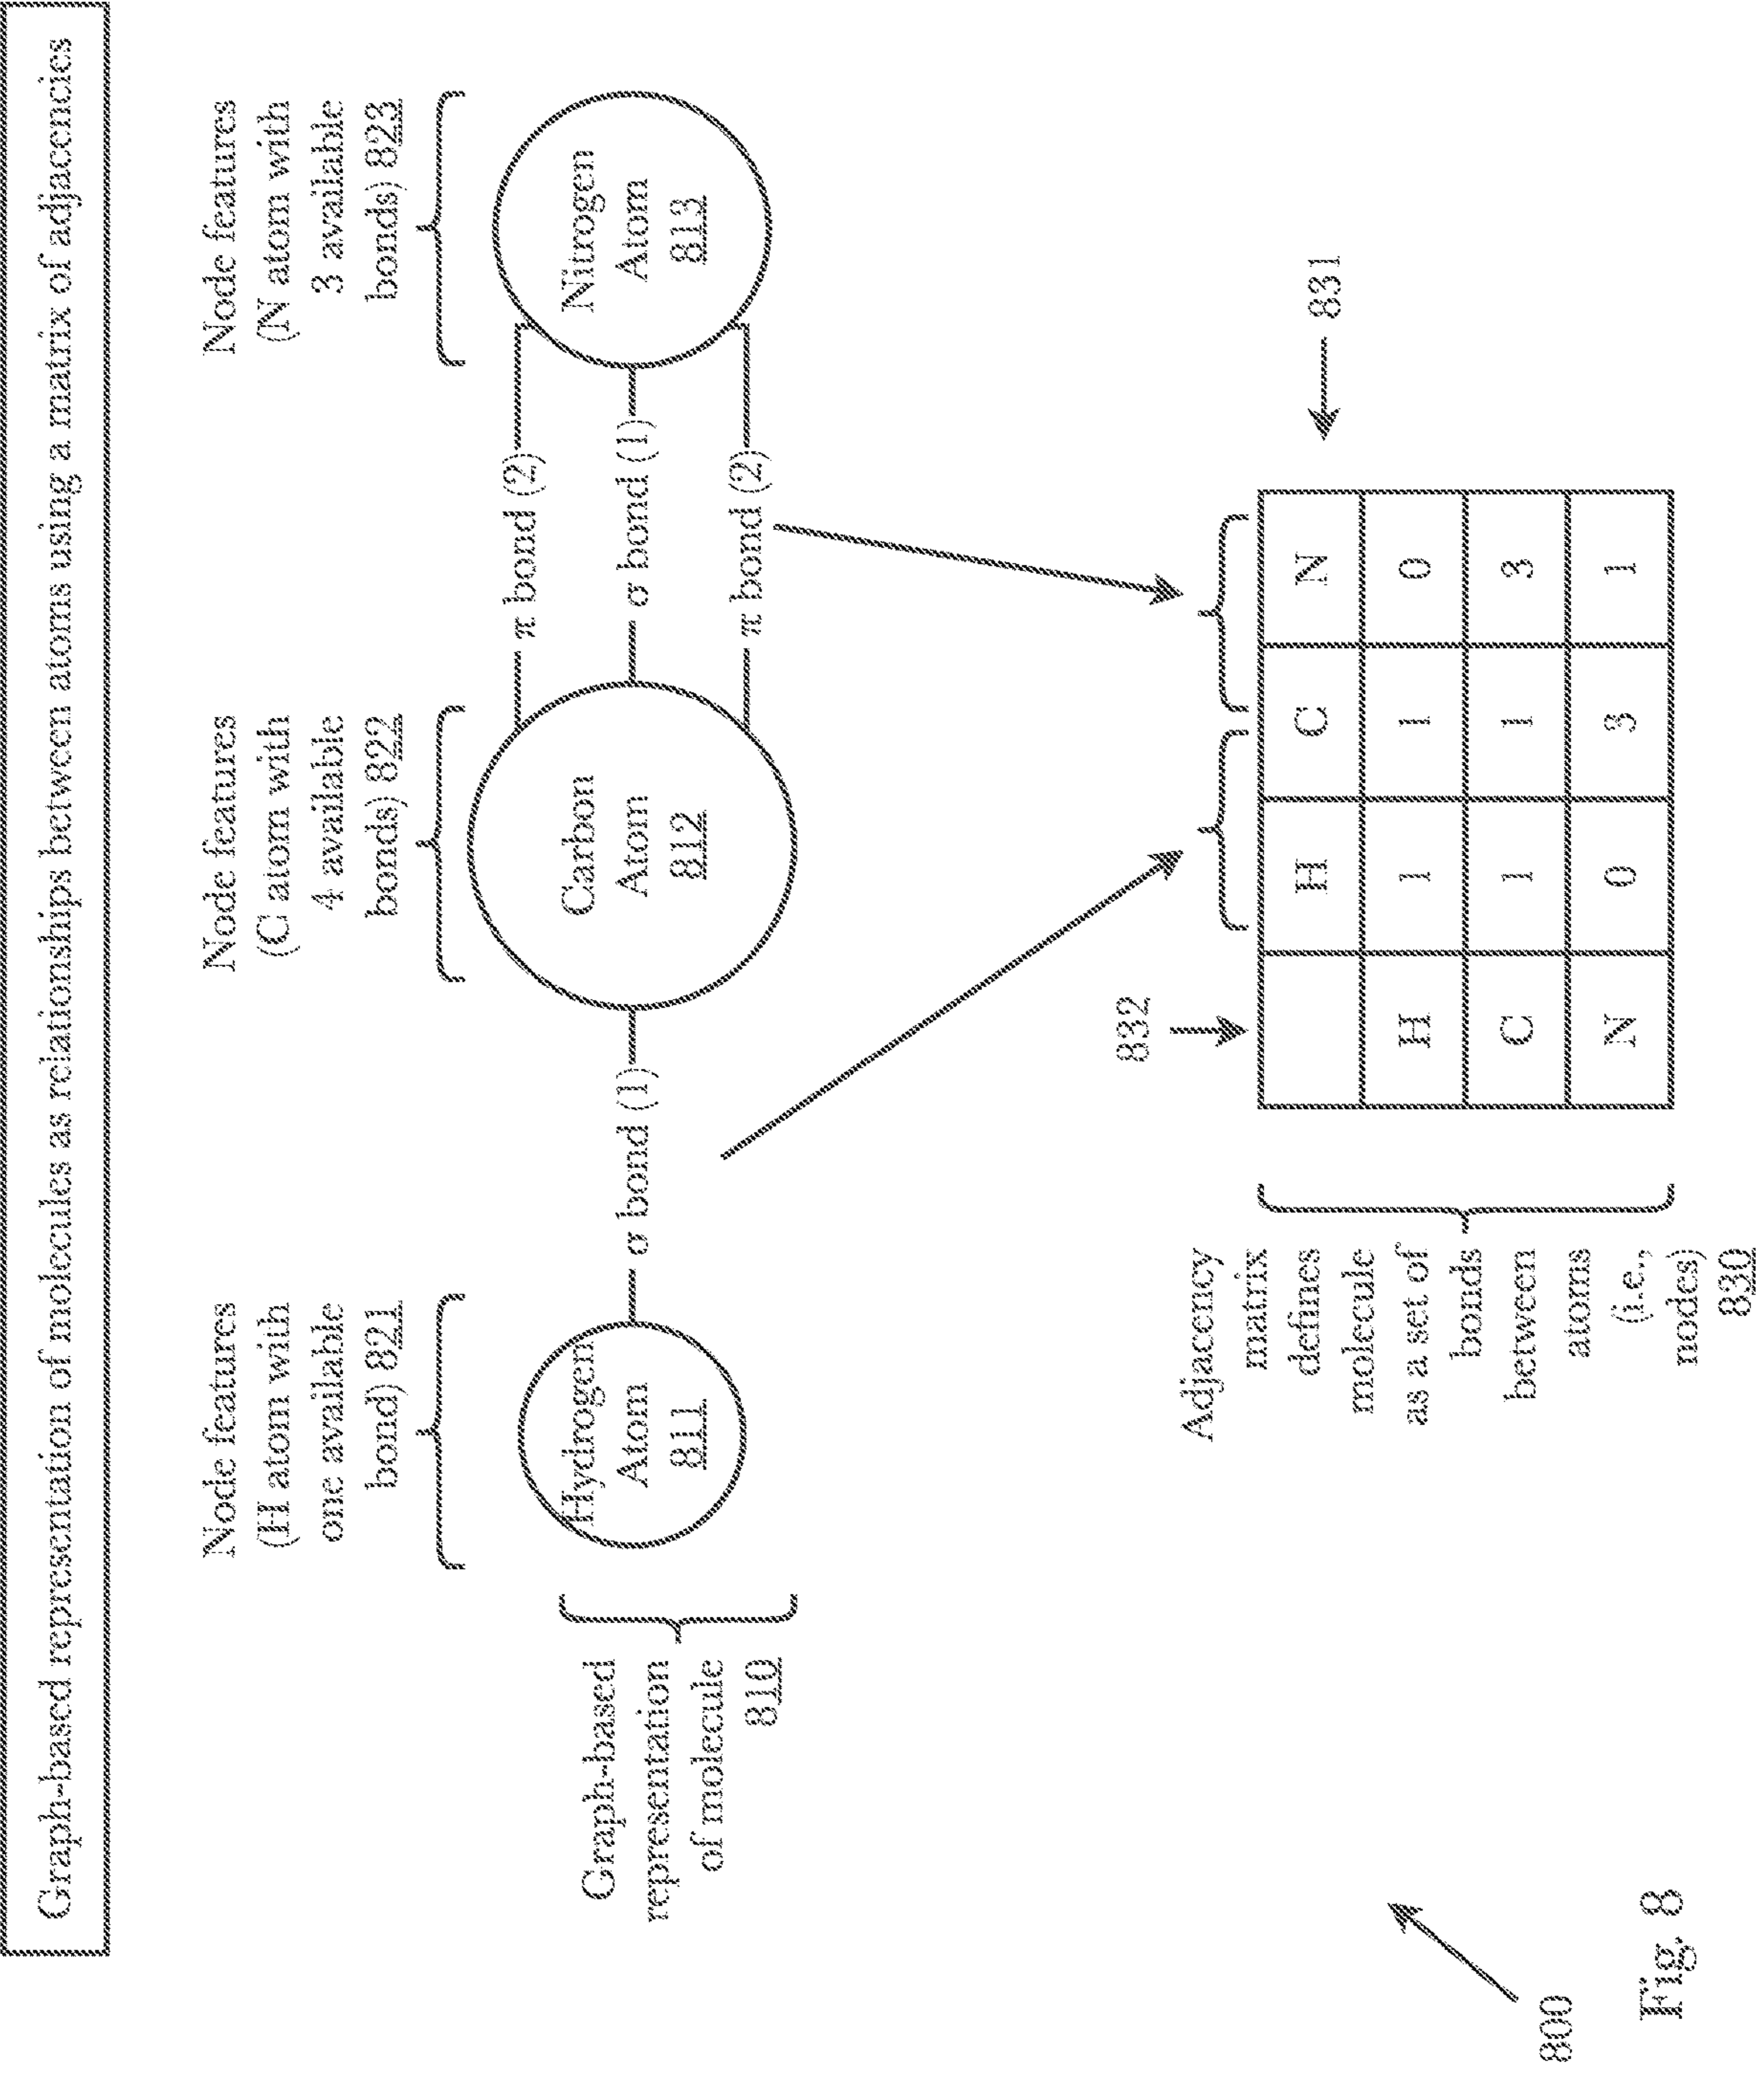 Graph-based representation of molecules as relationships between atoms using a matrix of adjacencies
Node features
(H atom with
one available
bond) 821
Node features
(C atom with
4 available
bonds) 822
Node features
(N atom with
3 available
bonds) 823
Graph-based
representation
of molecule
810
Hydrogen
Atom
811
σ bond (1)
Carbon
Atom
812
π bond (2)
σ bond (1)
π bond (2)
Nitrogen
Atom
813
Adjacency
matrix
defines
molecule
as a set of
bonds
between
atoms
(i.e.,
nodes)
830
832
831
H C N
H 1 1 0
C 1 1 3
N 0 3 1
800
Fig. 8